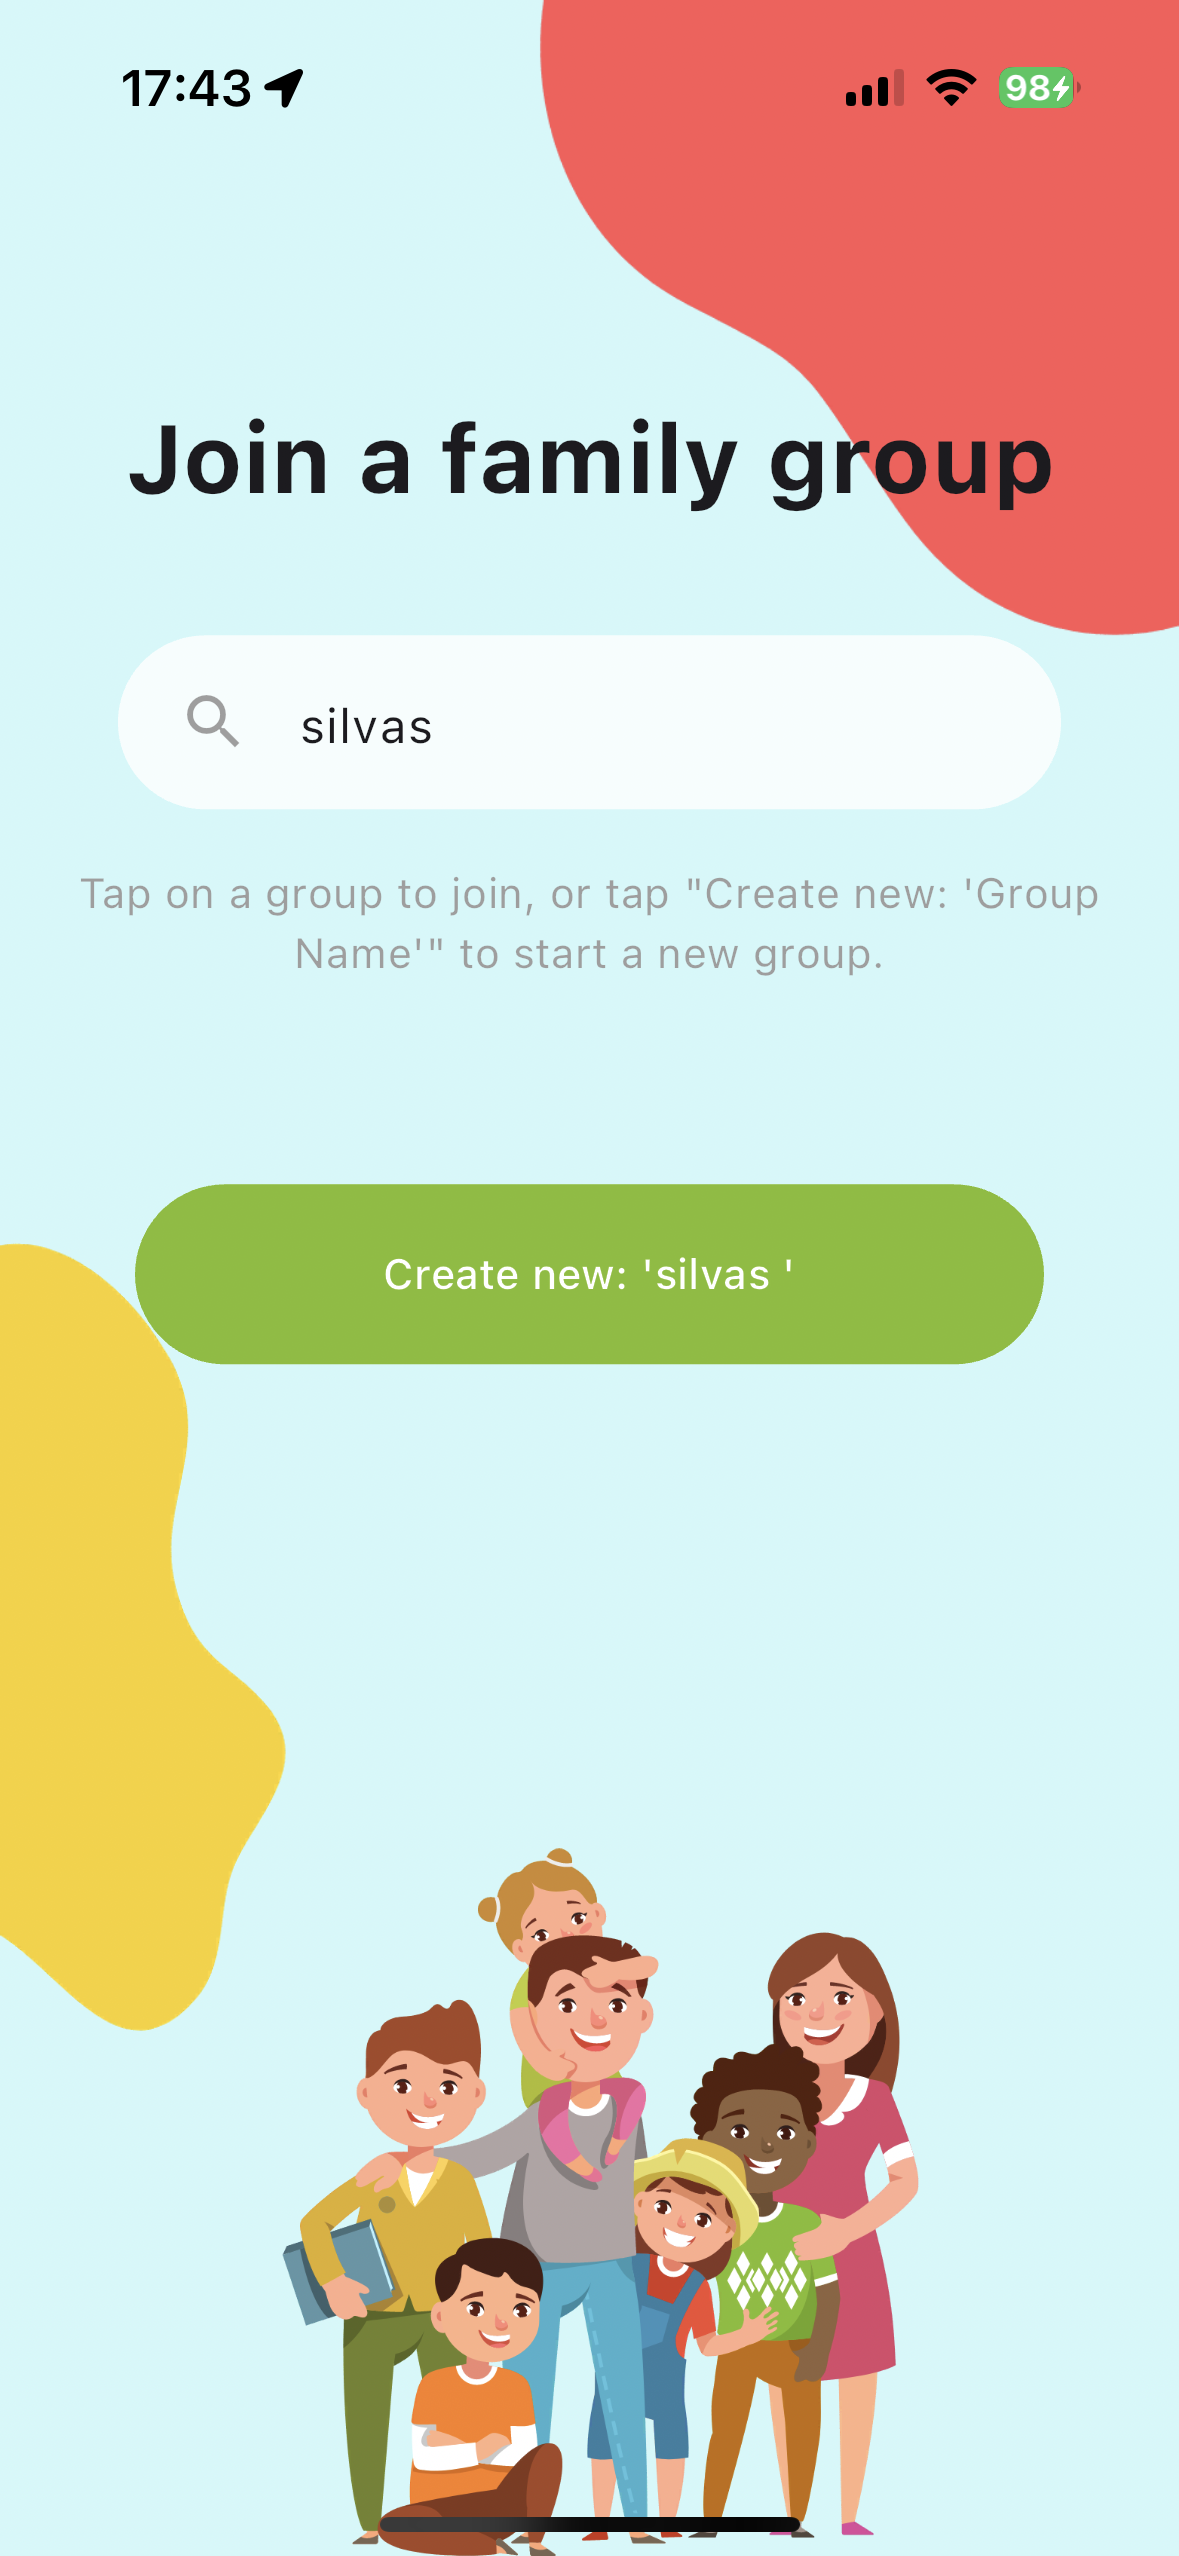 17:43
98
Join a family group
silvas
Tap on a group to join, or tap "Create new: 'Group
Name'" to start a new group.
Create new: 'silvas '